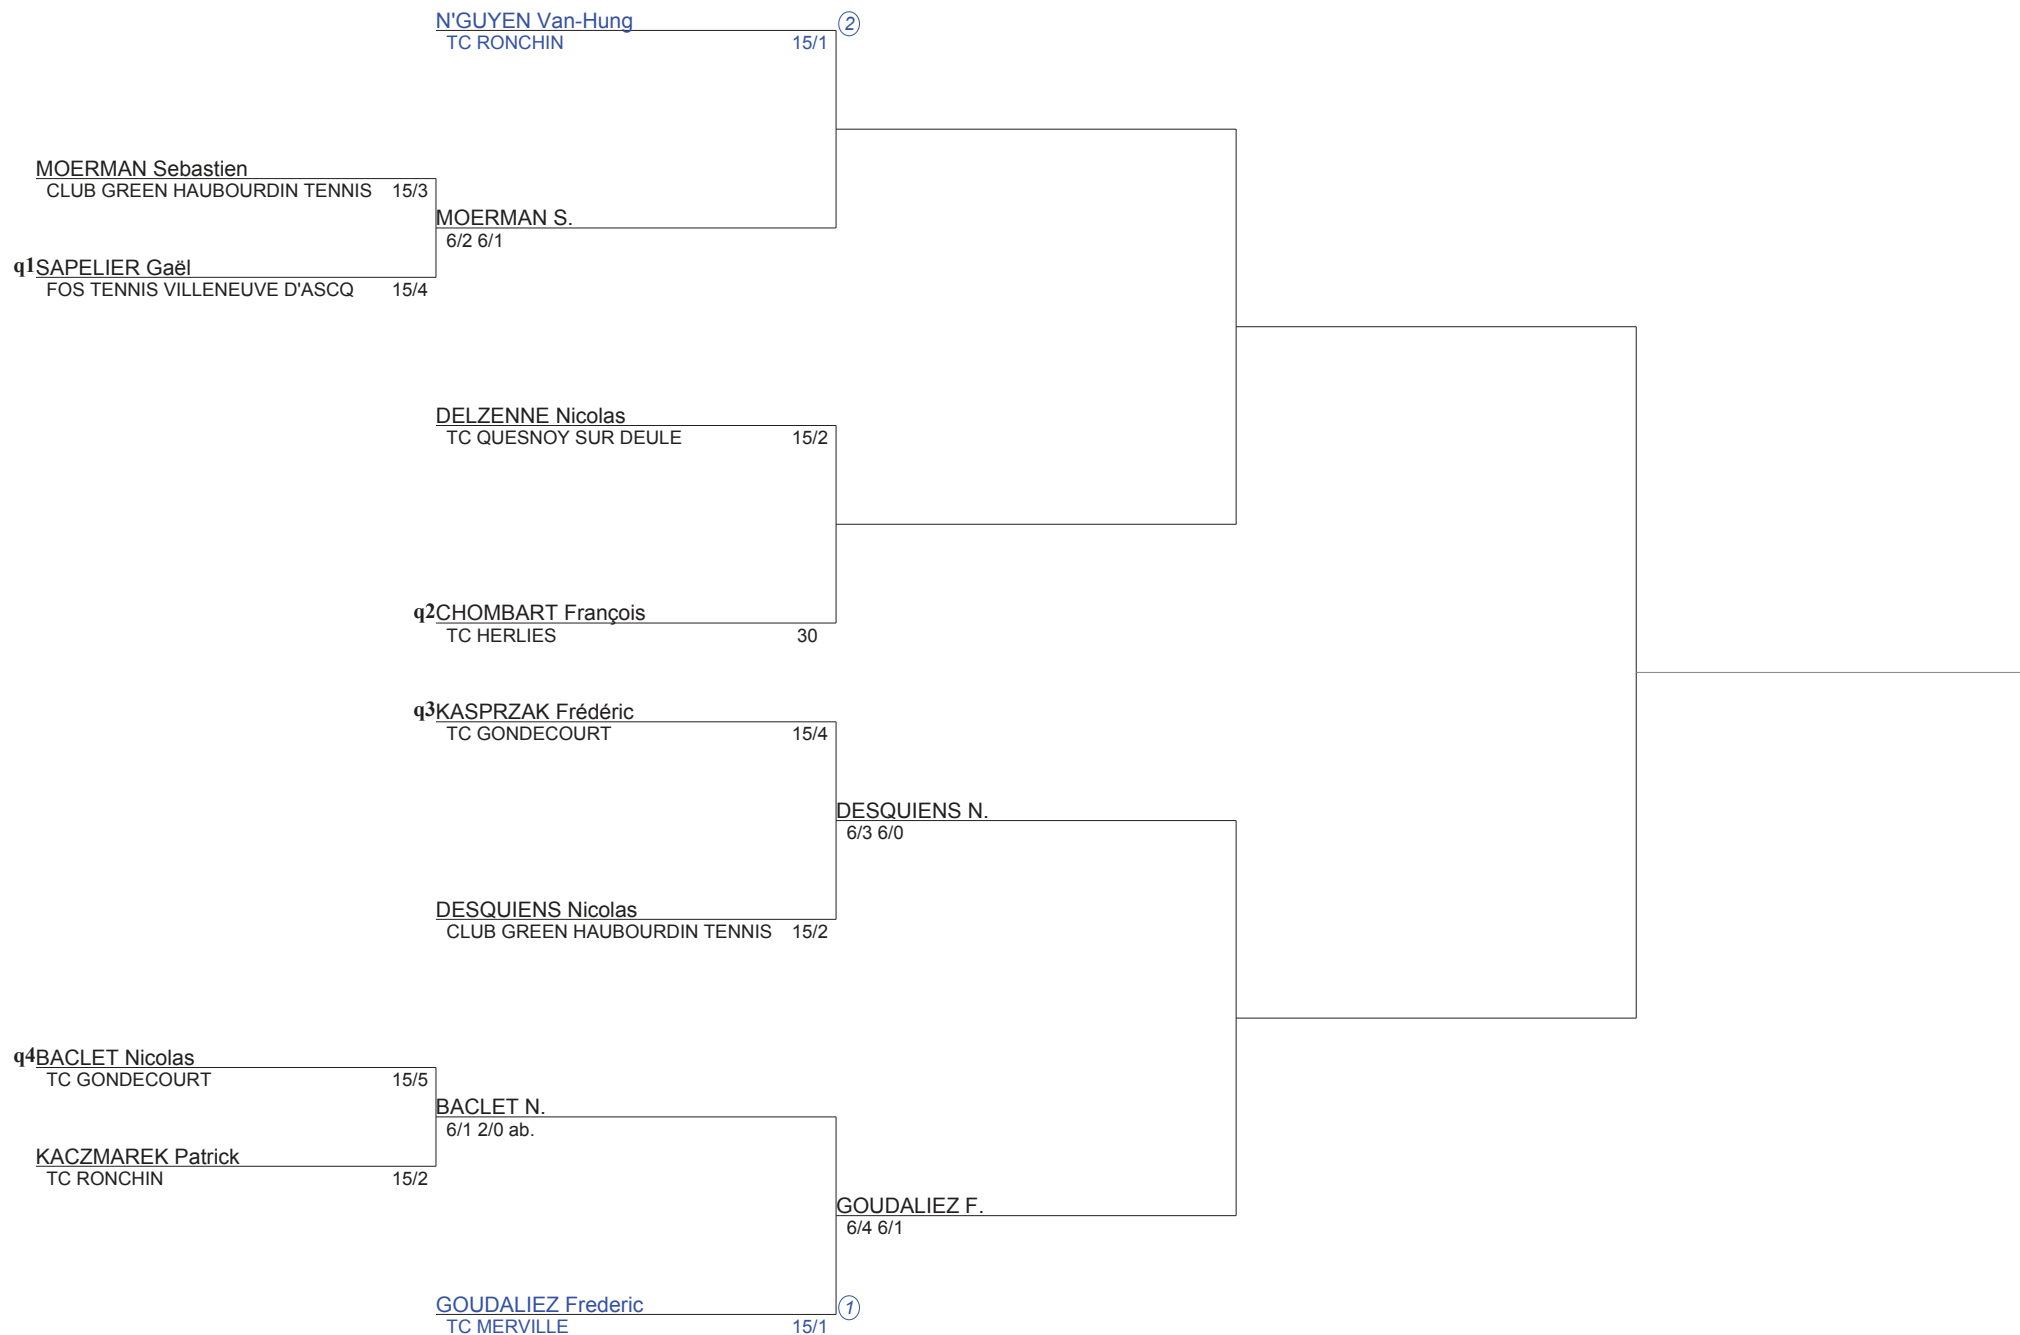 N'GUYEN Van-Hung 2
TC RONCHIN 15/1
MOERMAN Sebastien
CLUB GREEN HAUBOURDIN TENNIS 15/3
MOERMAN S.
6/2 6/1
q1 SAPELIER Gaël
FOS TENNIS VILLENEUVE D'ASCQ 15/4
DELZENNE Nicolas
TC QUESNOY SUR DEULE 15/2
q2 CHOMBART François
TC HERLIES 30
q3 KASPRZAK Frédéric
TC GONDECOURT 15/4
DESQUIENS N.
6/3 6/0
DESQUIENS Nicolas
CLUB GREEN HAUBOURDIN TENNIS 15/2
q4 BACLET Nicolas
TC GONDECOURT 15/5
BACLET N.
6/1 2/0 ab.
KACZMAREK Patrick
TC RONCHIN 15/2
GOUDALIEZ F.
6/4 6/1
GOUDALIEZ Frederic 1
TC MERVILLE 15/1